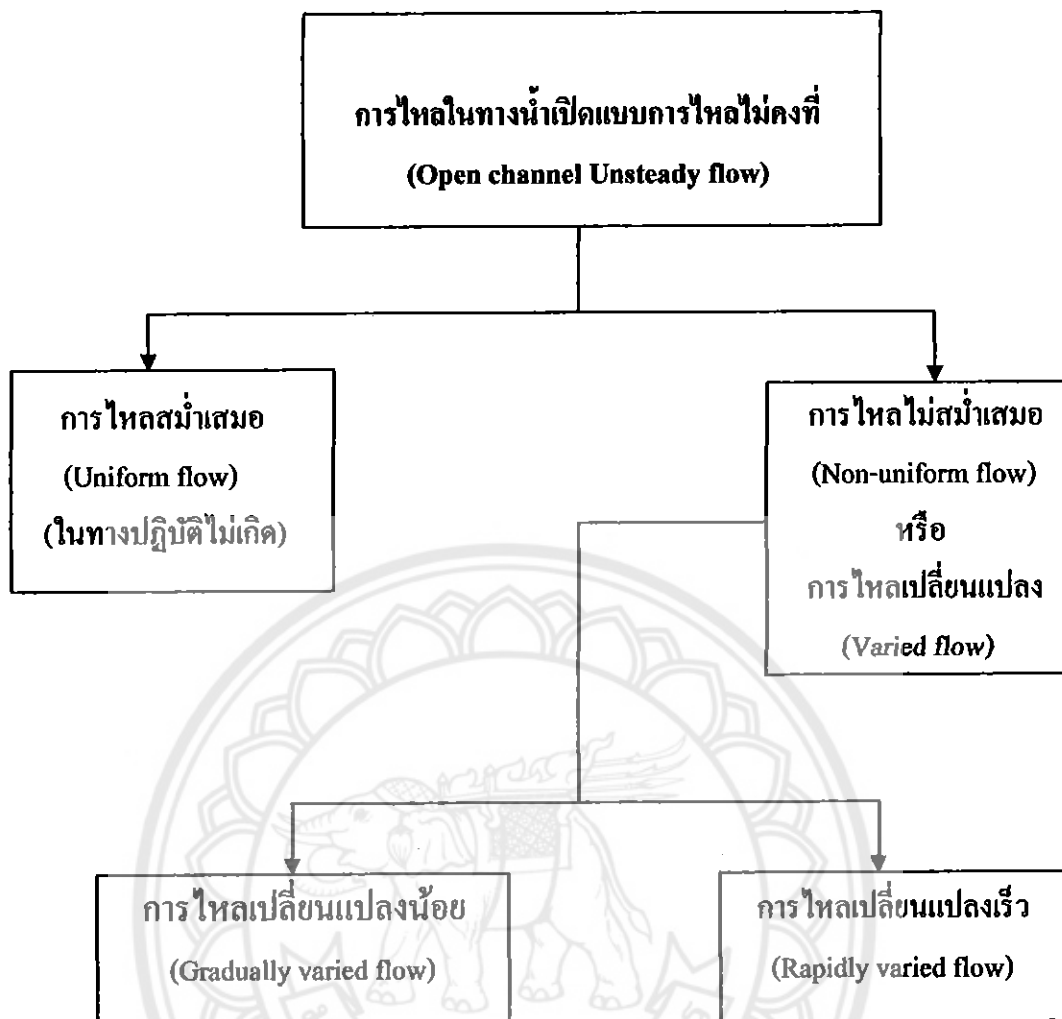 การไหลในทางน้ำเปิดแบบการไหลไม่คงที่
(Open channel Unsteady flow)
การไหลสม่ำเสมอ
(Uniform flow)
(ในทางปฏิบัติไม่เกิด)
การไหลไม่สม่ำเสมอ
(Non-uniform flow)
หรือ
การไหลเปลี่ยนแปลง
(Varied flow)
การไหลเปลี่ยนแปลงน้อย
(Gradually varied flow)
การไหลเปลี่ยนแปลงเร็ว
(Rapidly varied flow)